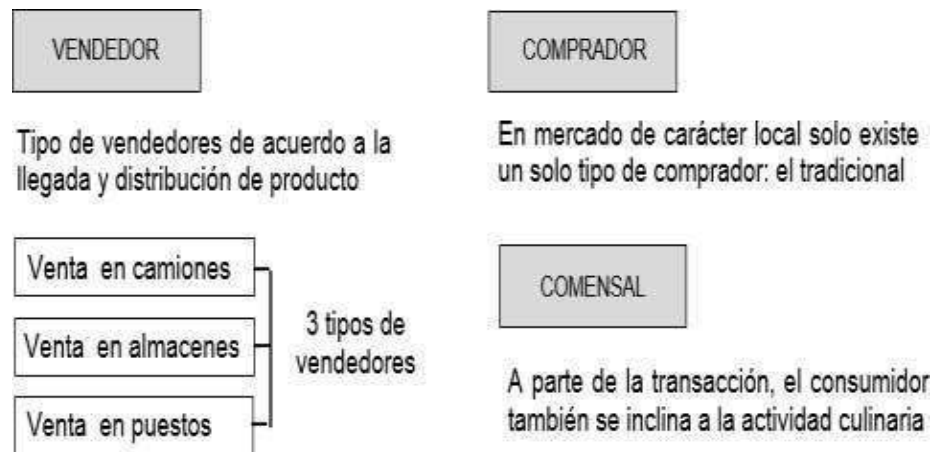 VENDEDOR
Tipo de vendedores de acuerdo a la
llegada y distribución de producto
Venta en camiones
Venta en almacenes
Venta en puestos
3 tipos de
vendedores
COMPRADOR
En mercado de carácter local solo existe
un solo tipo de comprador: el tradicional
COMENSAL
A parte de la transacción, el consumidor
también se inclina a la actividad culinaria